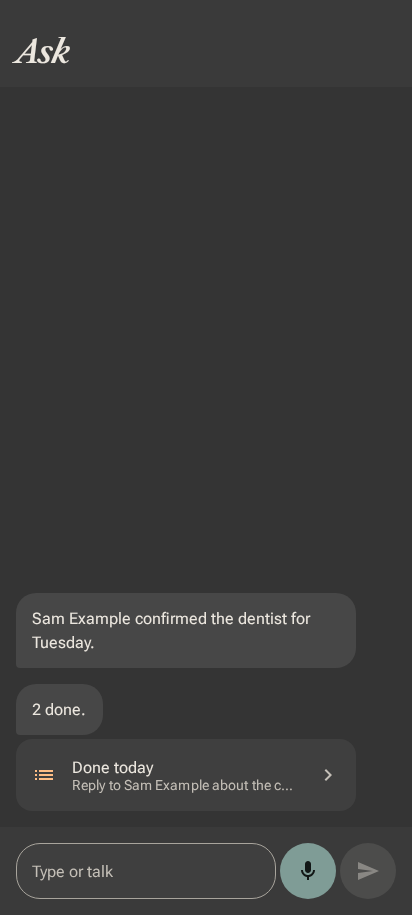 Ask
Sam Example confirmed the dentist for
Tuesday.
2 done.
Done today
Reply to Sam Example about the c...
Type or talk